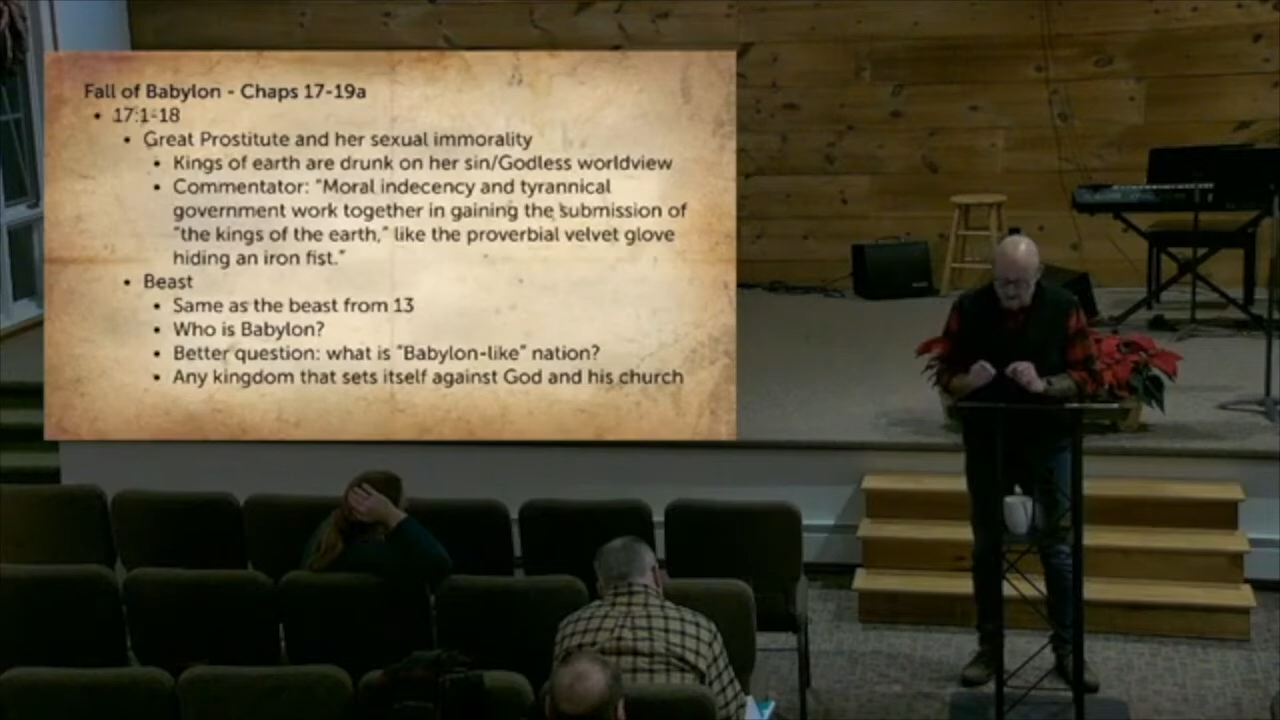 Fall of Babylon - Chaps 17-19a
• 17:1-18
• Great Prostitute and her sexual immorality
• Kings of earth are drunk on her sin/Godless worldview
• Commentator: "Moral indecency and tyrannical
government work together in gaining the submission of
"the kings of the earth," like the proverbial velvet glove
hiding an iron fist."
• Beast
• Same as the beast from 13
• Who is Babylon?
• Better question: what is "Babylon-like" nation?
• Any kingdom that sets itself against God and his church